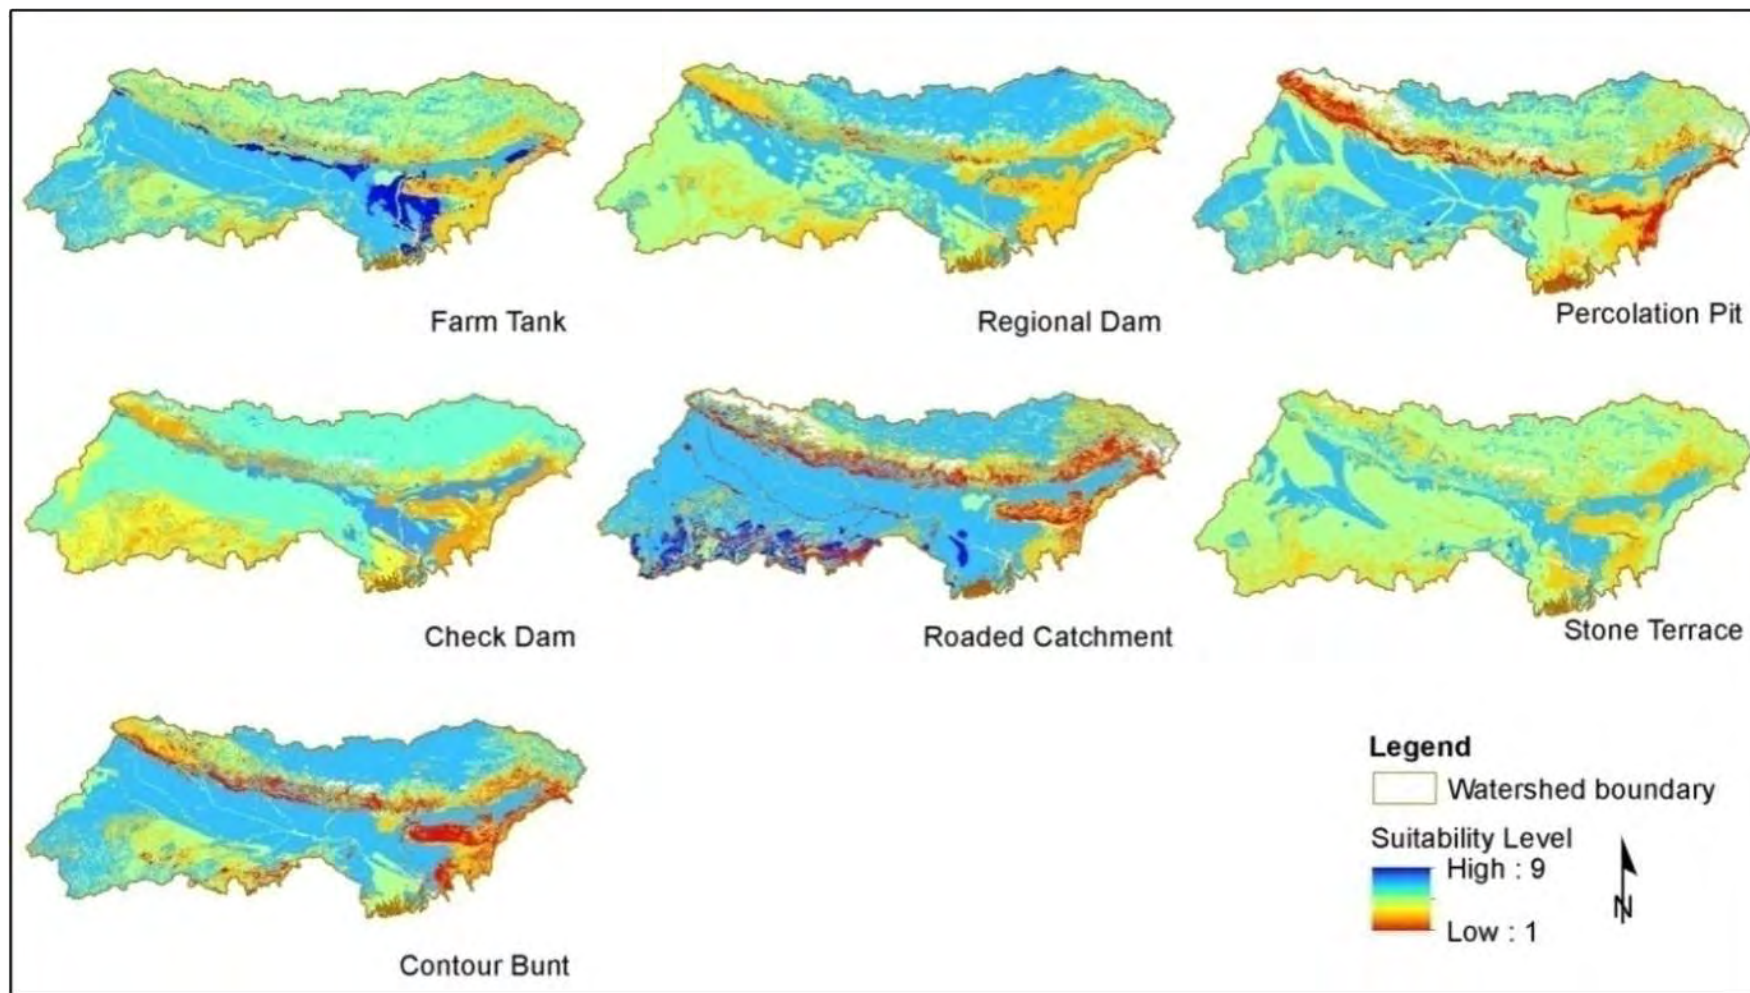 Farm Tank
Regional Dam
Percolation Pit
Check Dam
Roaded Catchment
Stone Terrace
Contour Bunt
Legend
Watershed boundary
Suitability Level
High : 9
Low : 1
N